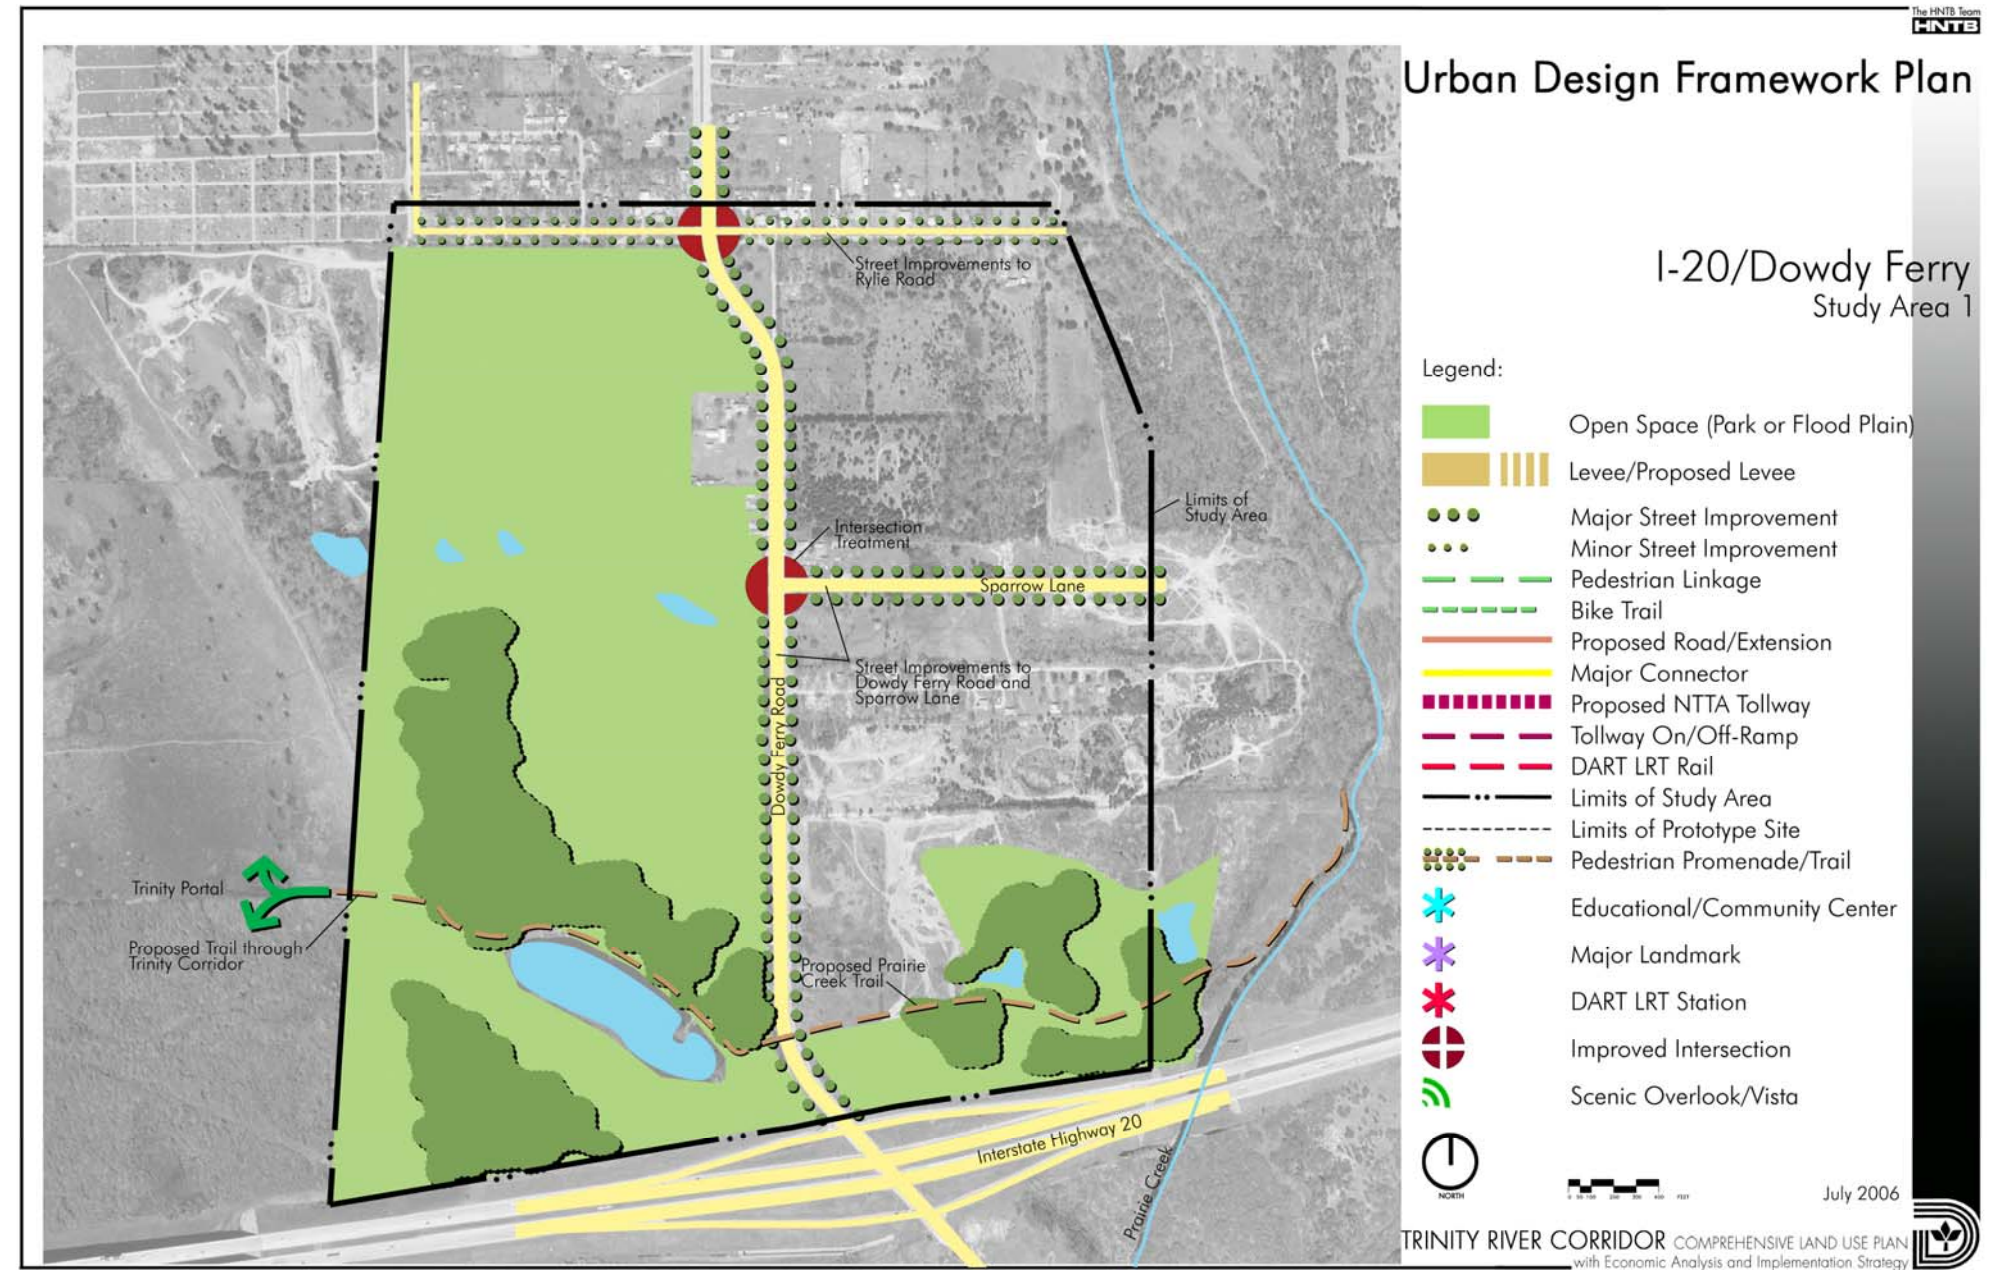 The HNTB Team
HNTB
Urban Design Framework Plan
I-20/Dowdy Ferry
Study Area 1
Street Improvements to
Rylie Road
Limits of
Study Area
Intersection
Treatment
Sparrow Lane
Street Improvements to
Dowdy Ferry Road and
Sparrow Lane
Dowdy Ferry Road
Trinity Portal
Proposed Trail through
Trinity Corridor
Proposed Prairie
Creek Trail
Interstate Highway 20
Prairie Creek
Legend:
Open Space (Park or Flood Plain)
Levee/Proposed Levee
Major Street Improvement
Minor Street Improvement
Pedestrian Linkage
Bike Trail
Proposed Road/Extension
Major Connector
Proposed NTTA Tollway
Tollway On/Off-Ramp
DART LRT Rail
Limits of Study Area
Limits of Prototype Site
Pedestrian Promenade/Trail
Educational/Community Center
Major Landmark
DART LRT Station
Improved Intersection
Scenic Overlook/Vista
NORTH
FEET
July 2006
TRINITY RIVER CORRIDOR COMPREHENSIVE LAND USE PLAN
with Economic Analysis and Implementation Strategy